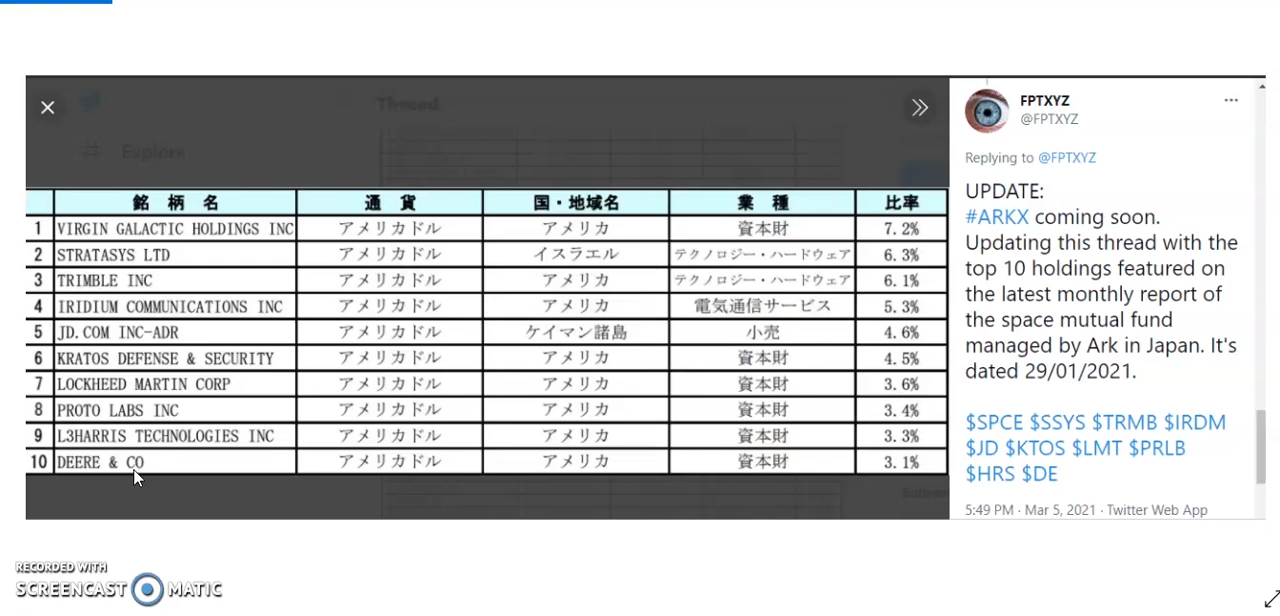 Thread
Explore
銘 柄 名 通 貨 国・地域名 業 種 比率
1 VIRGIN GALACTIC HOLDINGS INC アメリカドル アメリカ 資本財 7.2%
2 STRATASYS LTD アメリカドル イスラエル テクノロジー・ハードウェア 6.3%
3 TRIMBLE INC アメリカドル アメリカ テクノロジー・ハードウェア 6.1%
4 IRIDIUM COMMUNICATIONS INC アメリカドル アメリカ 電気通信サービス 5.3%
5 JD.COM INC-ADR アメリカドル ケイマン諸島 小売 4.6%
6 KRATOS DEFENSE & SECURITY アメリカドル アメリカ 資本財 4.5%
7 LOCKHEED MARTIN CORP アメリカドル アメリカ 資本財 3.6%
8 PROTO LABS INC アメリカドル アメリカ 資本財 3.4%
9 L3HARRIS TECHNOLOGIES INC アメリカドル アメリカ 資本財 3.3%
10 DEERE & CO アメリカドル アメリカ 資本財 3.1%
FPTXYZ
@FPTXYZ
Replying to @FPTXYZ
UPDATE:
#ARKX coming soon.
Updating this thread with the
top 10 holdings featured on
the latest monthly report of
the space mutual fund
managed by Ark in Japan. It's
dated 29/01/2021.
$SPCE $SSYS $TRMB $IRDM
$JD $KTOS $LMT $PRLB
$HRS $DE
5:49 PM · Mar 5, 2021 · Twitter Web App
RECORDED WITH
SCREENCAST MATIC